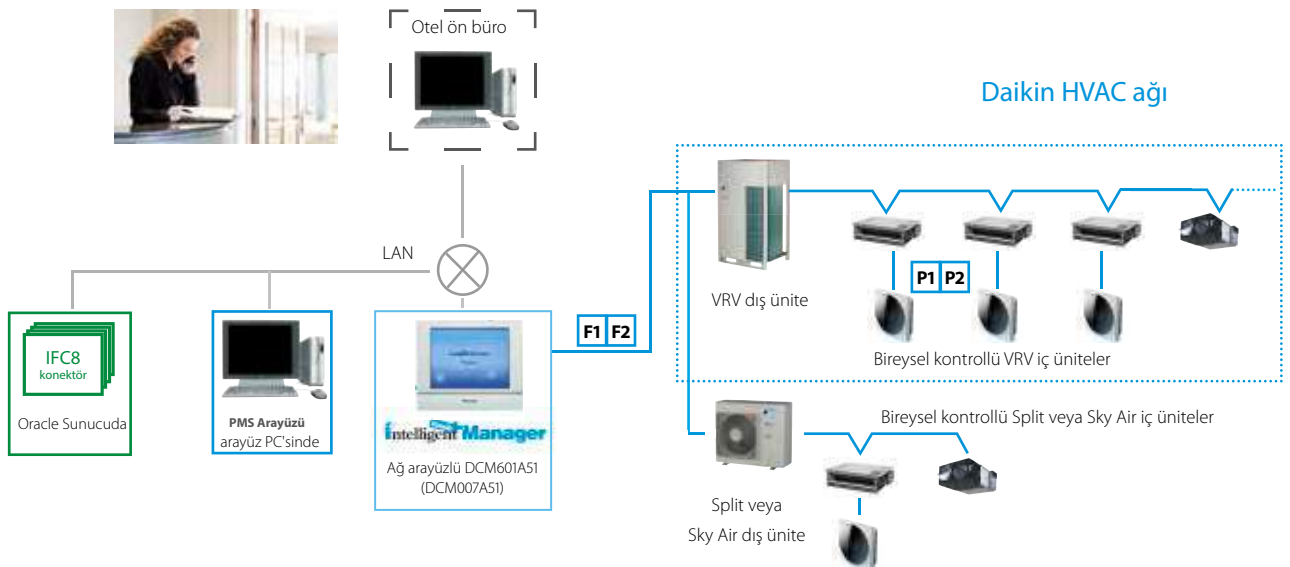 Otel ön büro
Daikin HVAC ağı
LAN
VRV dış ünite
P1 P2
F1 F2
Bireysel kontrollü VRV iç üniteler
IFC8
konektör
Oracle Sunucuda
PMS Arayüzü
arayüz PC'sinde
intelligent Manager
Ağ arayüzlü DCM601A51
(DCM007A51)
Bireysel kontrollü Split veya Sky Air iç üniteler
Split veya
Sky Air dış ünite